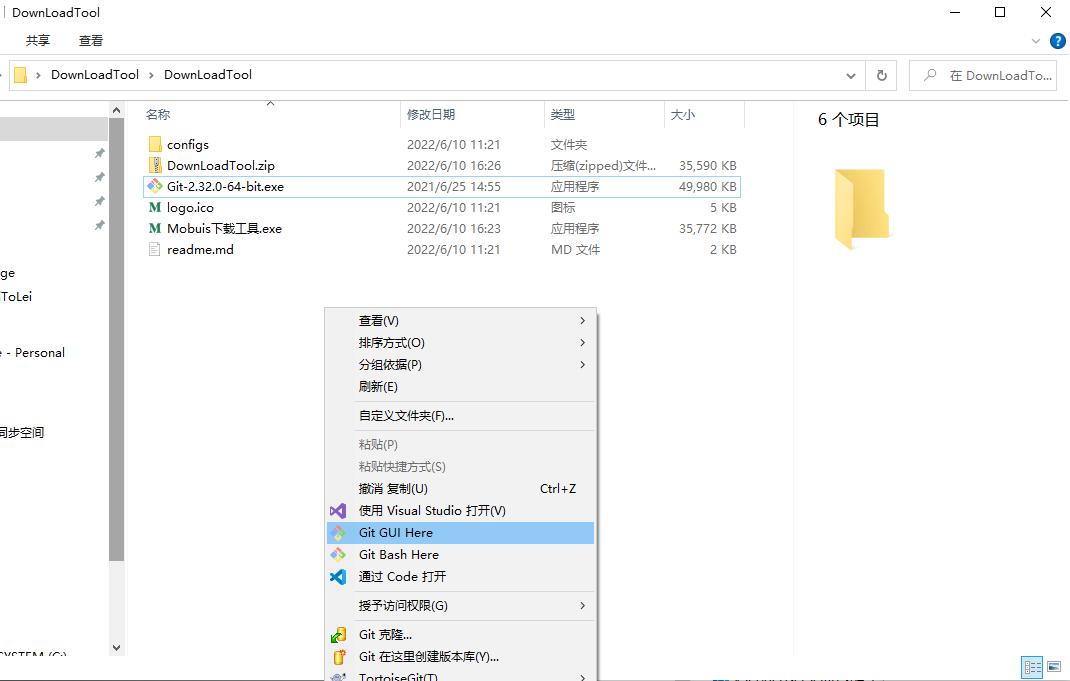 DownLoadTool
共享 查看
DownLoadTool DownLoadTool 在 DownLoadTo...
名称 修改日期 类型 大小
configs 2022/6/10 11:21 文件夹
DownLoadTool.zip 2022/6/10 16:26 压缩(zipped)文件... 35,590 KB
Git-2.32.0-64-bit.exe 2021/6/25 14:55 应用程序 49,980 KB
logo.ico 2022/6/10 11:21 图标 5 KB
Mobuis下载工具.exe 2022/6/10 16:23 应用程序 35,772 KB
readme.md 2022/6/10 11:21 MD 文件 2 KB
6 个项目
ge
ToLei
- Personal
同步空间
查看(V)
排序方式(O)
分组依据(P)
刷新(E)
自定义文件夹(F)...
粘贴(P)
粘贴快捷方式(S)
撤消 复制(U) Ctrl+Z
使用 Visual Studio 打开(V)
Git GUI Here
Git Bash Here
通过 Code 打开
授予访问权限(G)
Git 克隆...
Git 在这里创建版本库(Y)...
TortoiseGit(T)